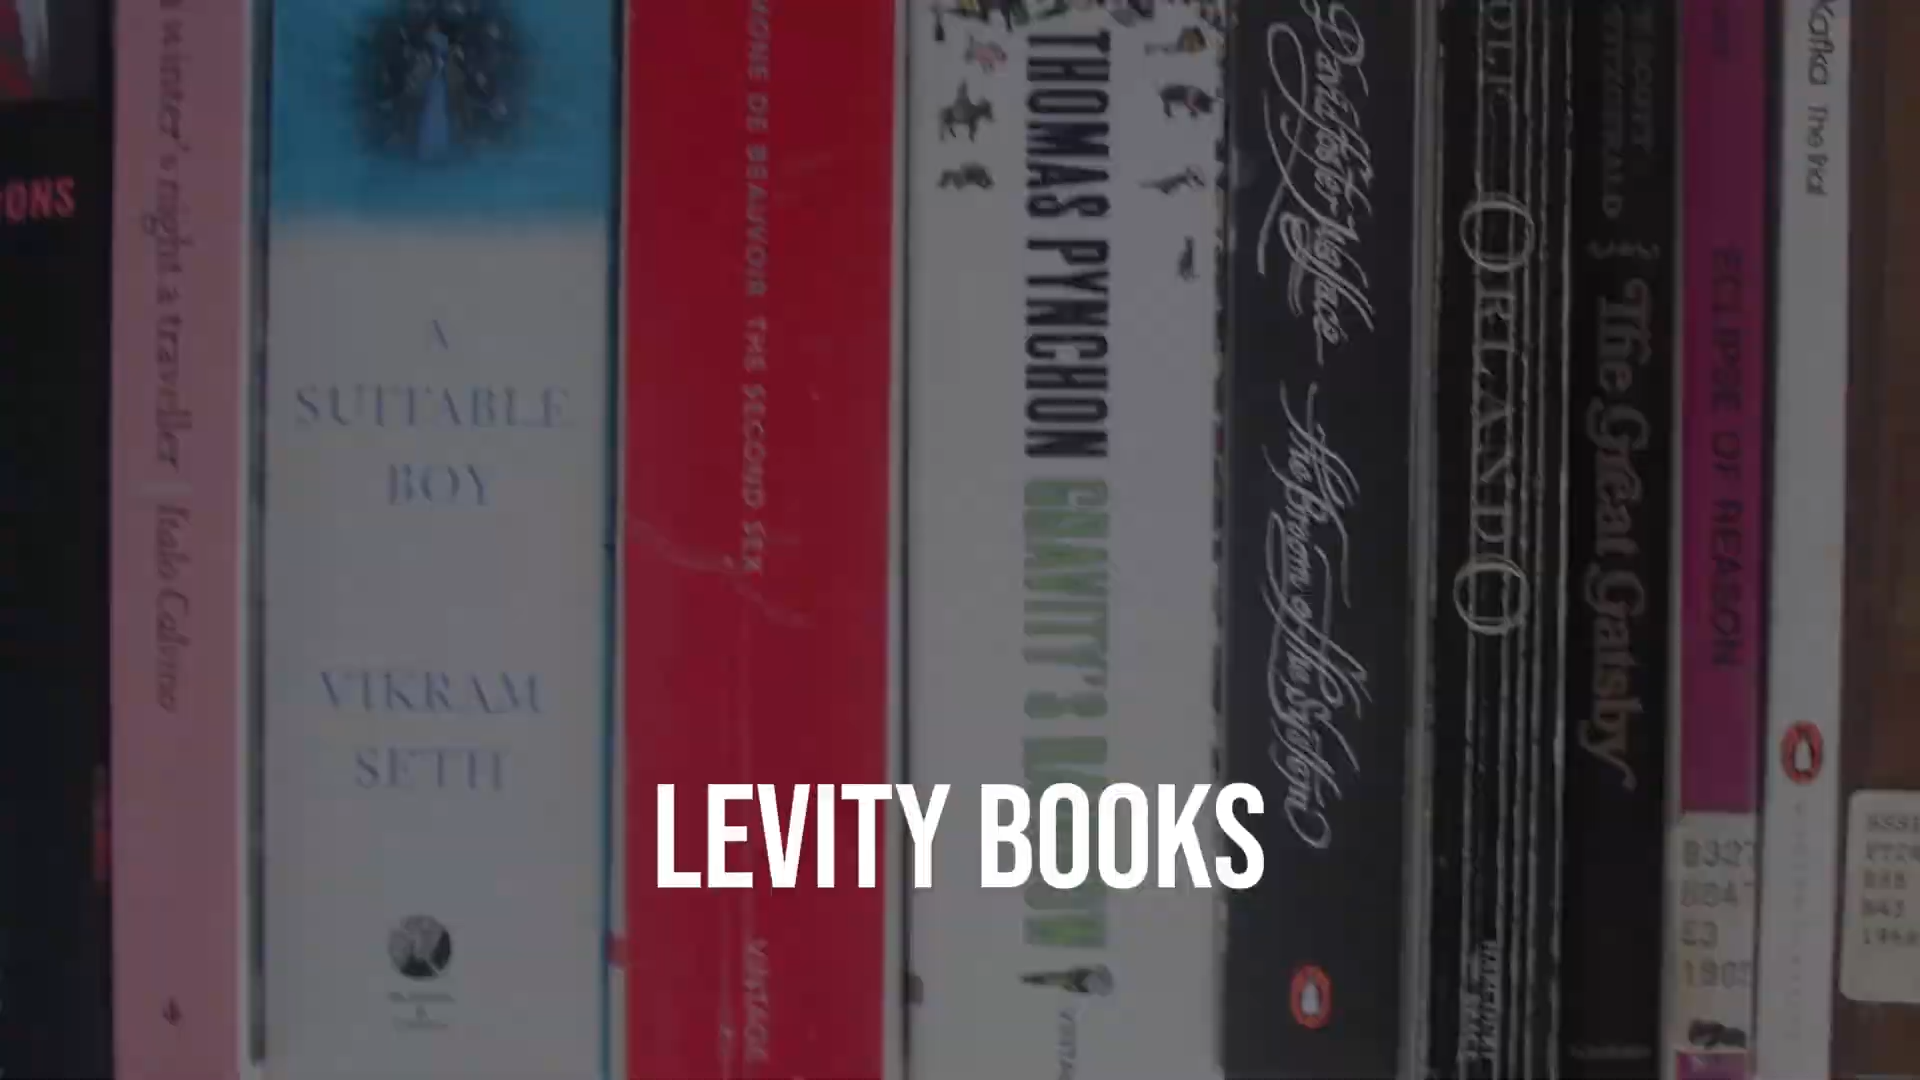 ONS
winter's night a traveller Italo Calvino
A
SUITABLE
BOY
VIKRAM
SETH
SIMONE DE BEAUVOIR THE SECOND SEX
VINTAGE
THOMAS PYNCHON GRAVITY'S
David Foster Wallace The Broom of the System
ORLANDO
F. SCOTT
FITZGERALD
The Great Gatsby
ECLIPSE OF REASON
B327
E3
Kafka The Trial
LEVITY BOOKS